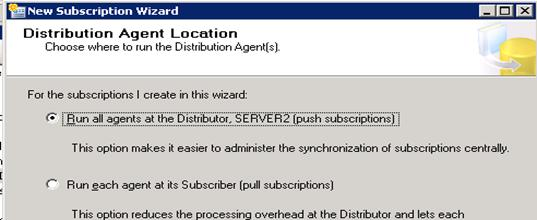 New Subscription Wizard
Distribution Agent Location
Choose where to run the Distribution Agent(s).
For the subscriptions I create in this wizard:
Run all agents at the Distributor, SERVER2 (push subscriptions)
This option makes it easier to administer the synchronization of subscriptions centrally.
Run each agent at its Subscriber (pull subscriptions)
This option reduces the processing overhead at the Distributor and lets each